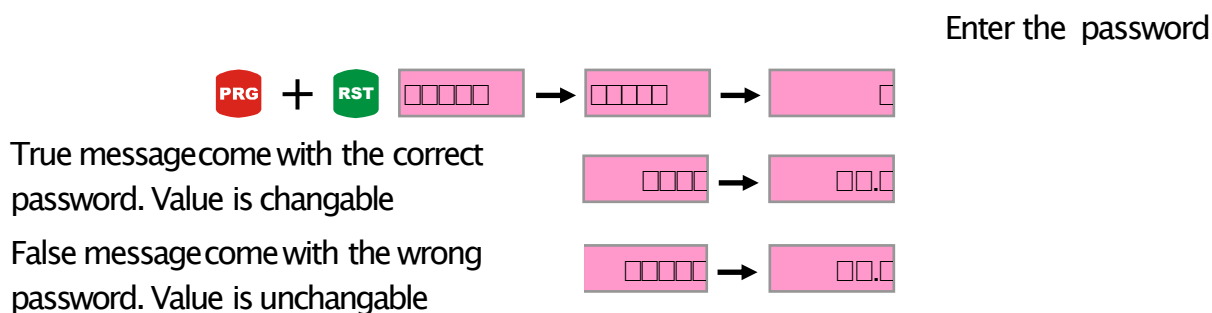 Enter the password
PRG + RST
True message come with the correct
password. Value is changable
False message come with the wrong
password. Value is unchangable